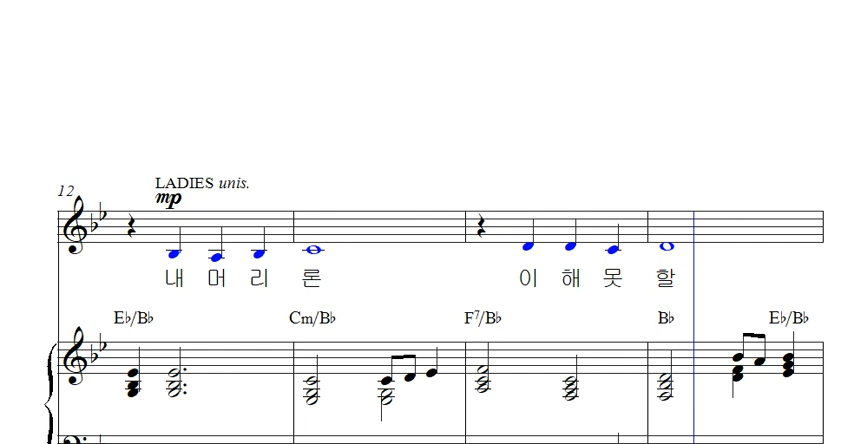 LADIES unis.
12
mp
내 머 리 론 이 해 못 할
E♭/B♭ Cm/B♭ F7/B♭ B♭ E♭/B♭